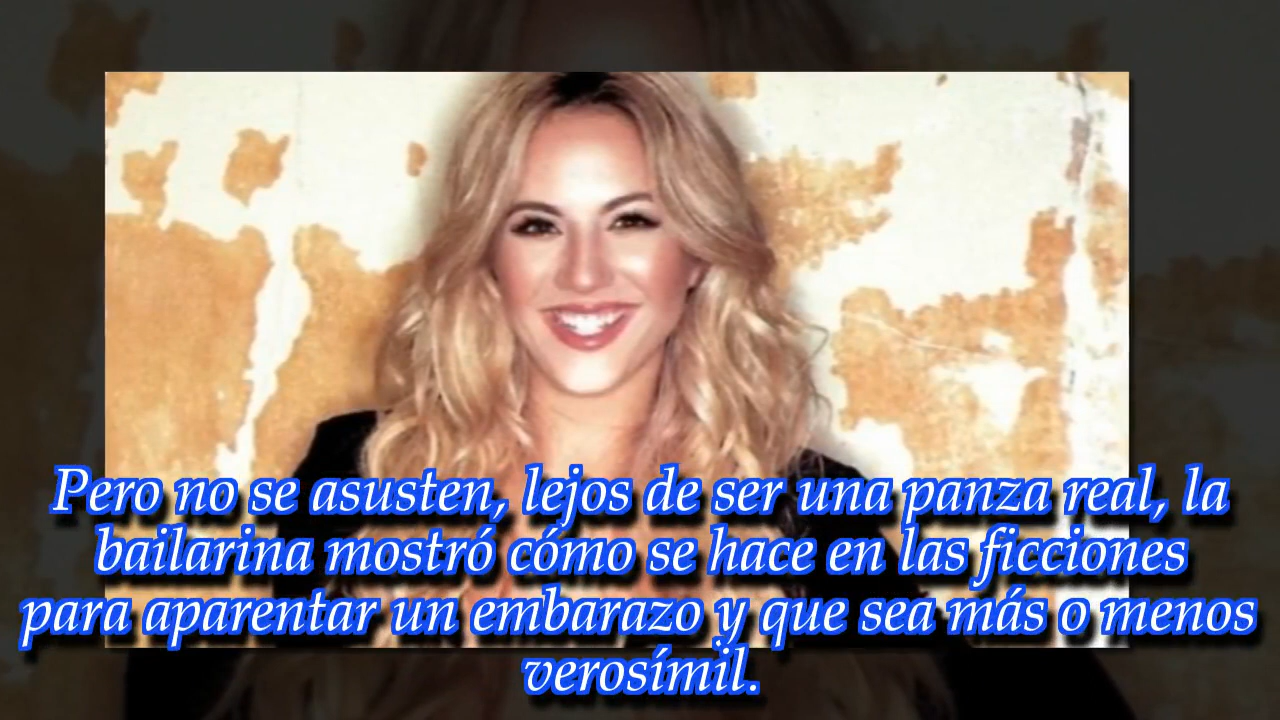 Pero no se asusten, lejos de ser una panza real, la
bailarina mostró cómo se hace en las ficciones
para aparentar un embarazo y que sea más o menos
verosímil.